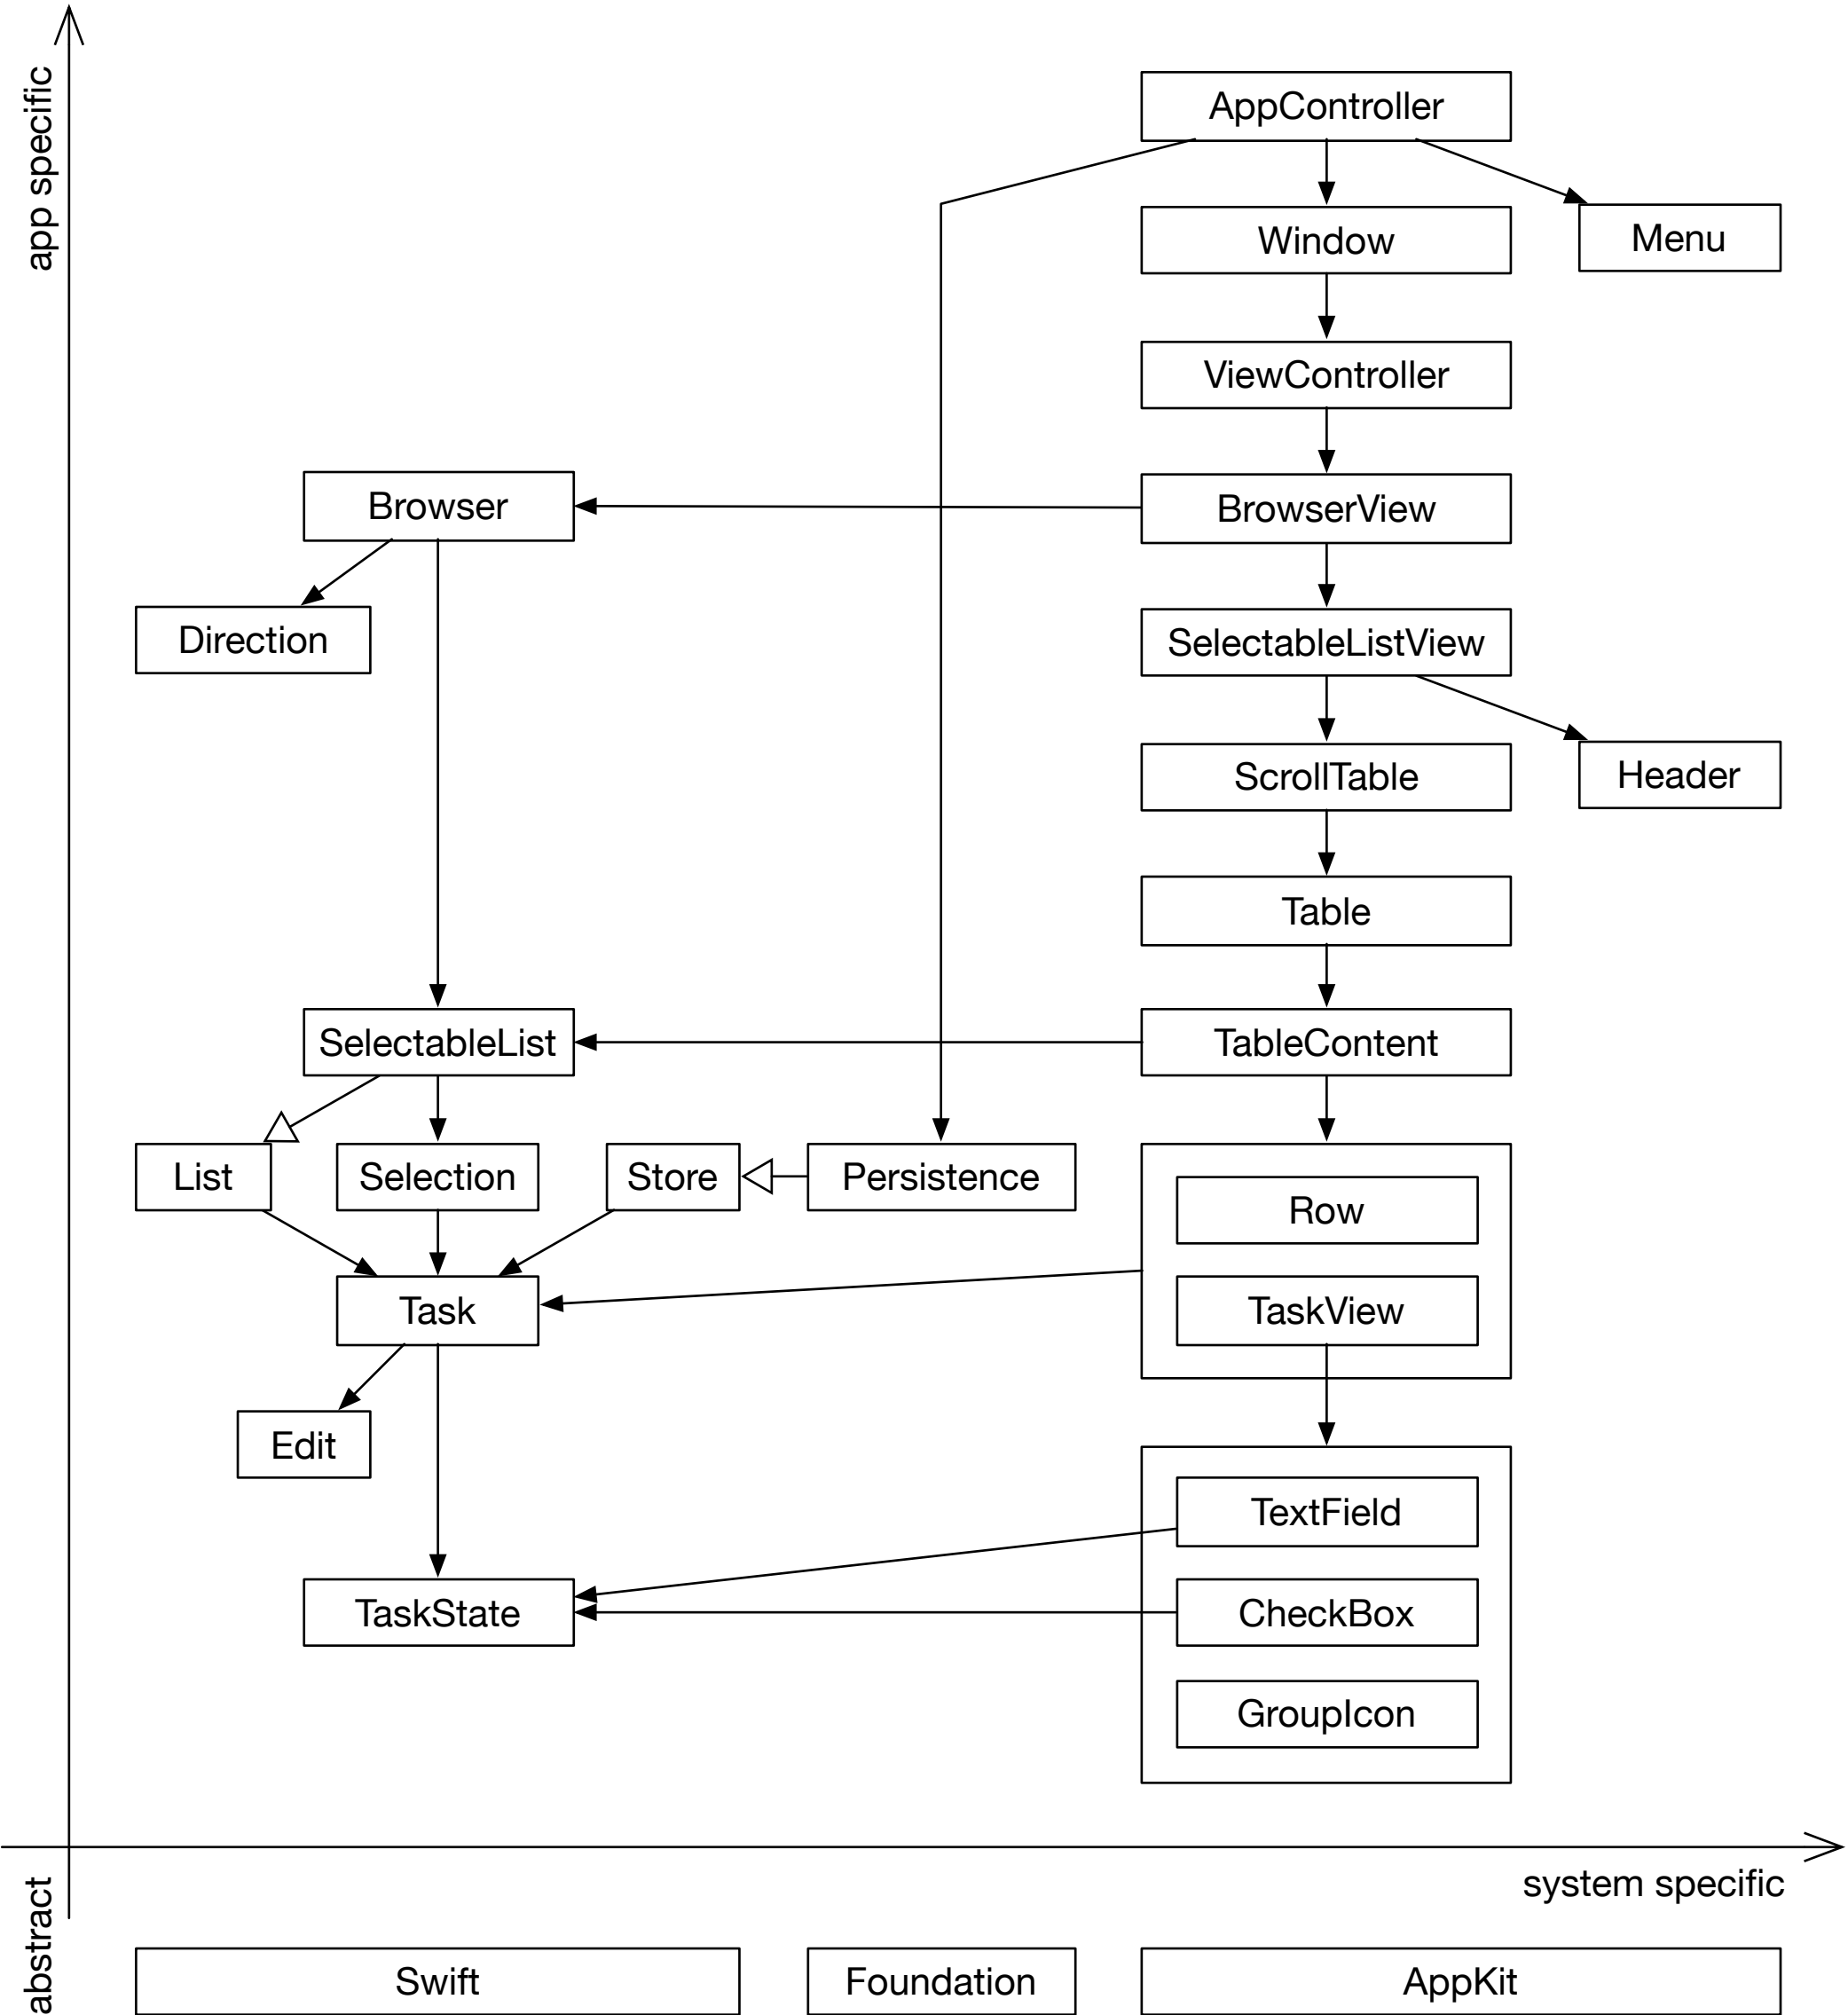 app specific
AppController
Window
Menu
ViewController
Browser
BrowserView
Direction
SelectableListView
ScrollTable
Header
Table
SelectableList
TableContent
List
Selection
Store
Persistence
Row
Task
TaskView
Edit
TextField
TaskState
CheckBox
GroupIcon
system specific
abstract
Swift
Foundation
AppKit